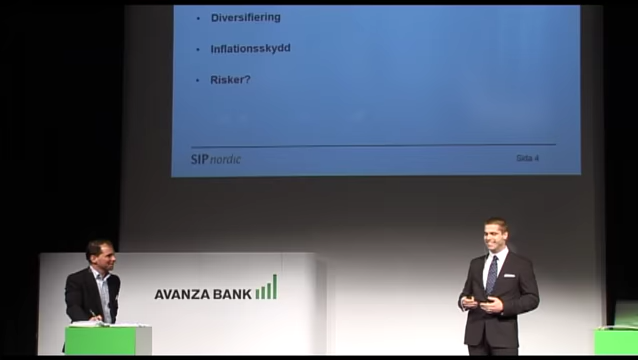 • Diversifiering
• Inflationsskydd
• Risker?
SIP nordic
Sida 4
AVANZA BANK